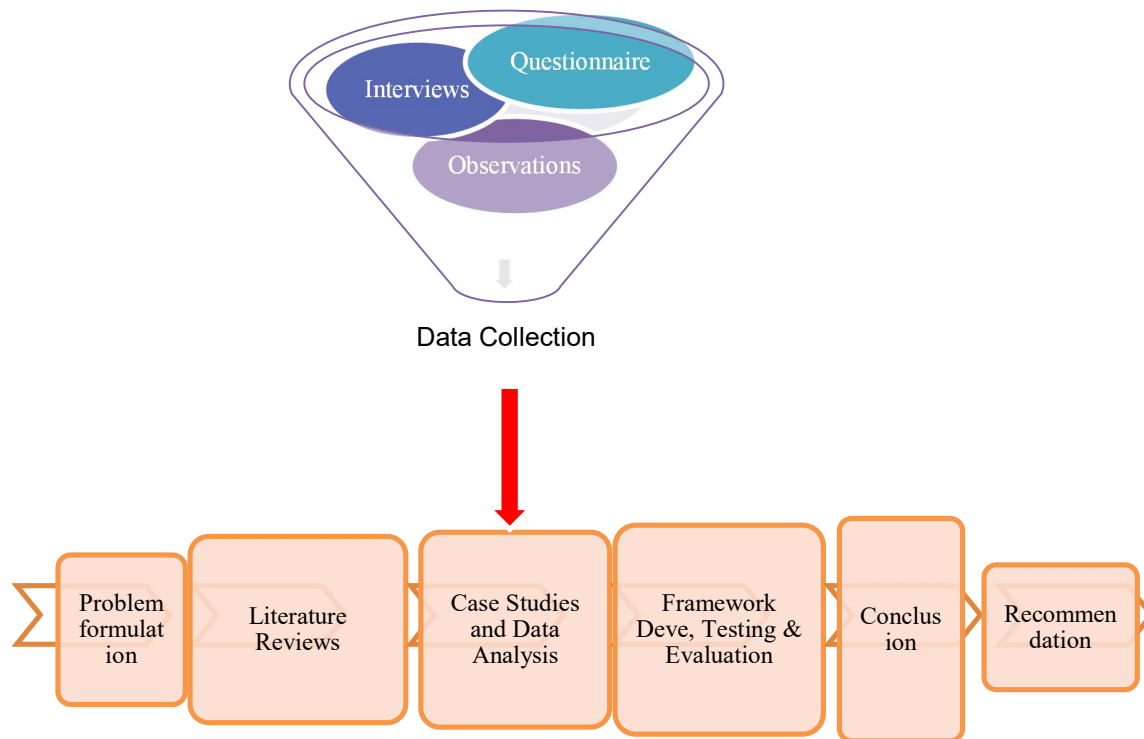 Questionnaire
Interviews
Observations
Data Collection
Problem
formulat
ion
Literature
Reviews
Case Studies
and Data
Analysis
Framework
Deve, Testing &
Evaluation
Conclus
ion
Recommen
dation